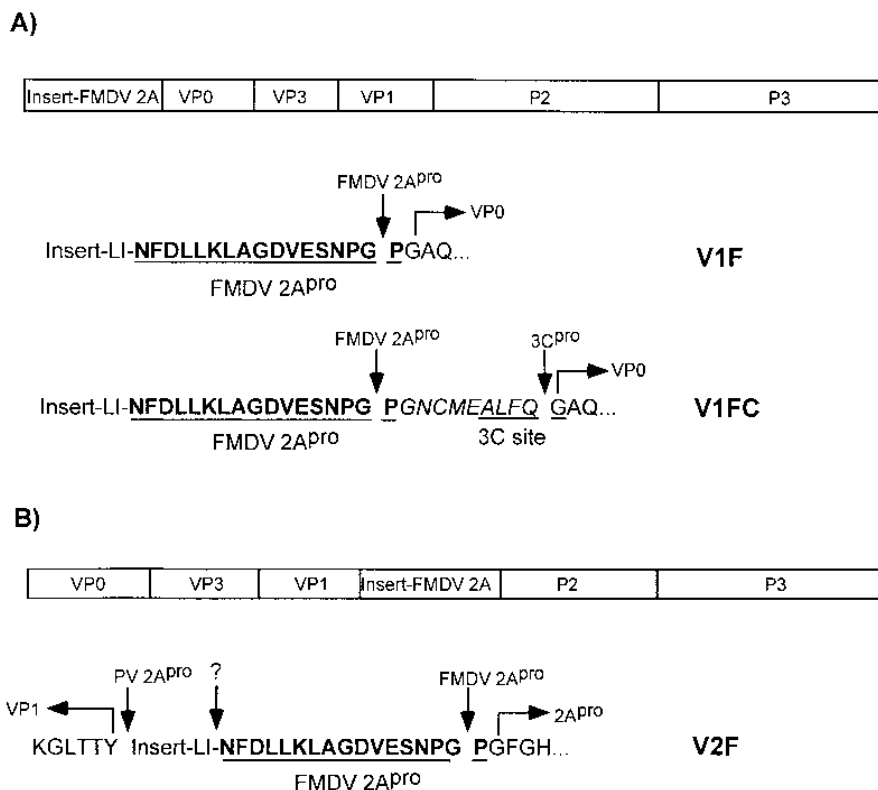 A)
Insert-FMDV 2A VP0 VP3 VP1 P2 P3
FMDV 2Apro
VP0
Insert-LI-NFDLLKLAGDVESNPG PGAQ... V1F
FMDV 2Apro
FMDV 2Apro 3Cpro
VP0
Insert-LI-NFDLLKLAGDVESNPG PGNCMEALFQ GAQ... V1FC
FMDV 2Apro 3C site
B)
VP0 VP3 VP1 Insert-FMDV 2A P2 P3
PV 2Apro ? FMDV 2Apro
VP1 2Apro
KGLTTY Insert-LI-NFDLLKLAGDVESNPG PGFGH... V2F
FMDV 2Apro